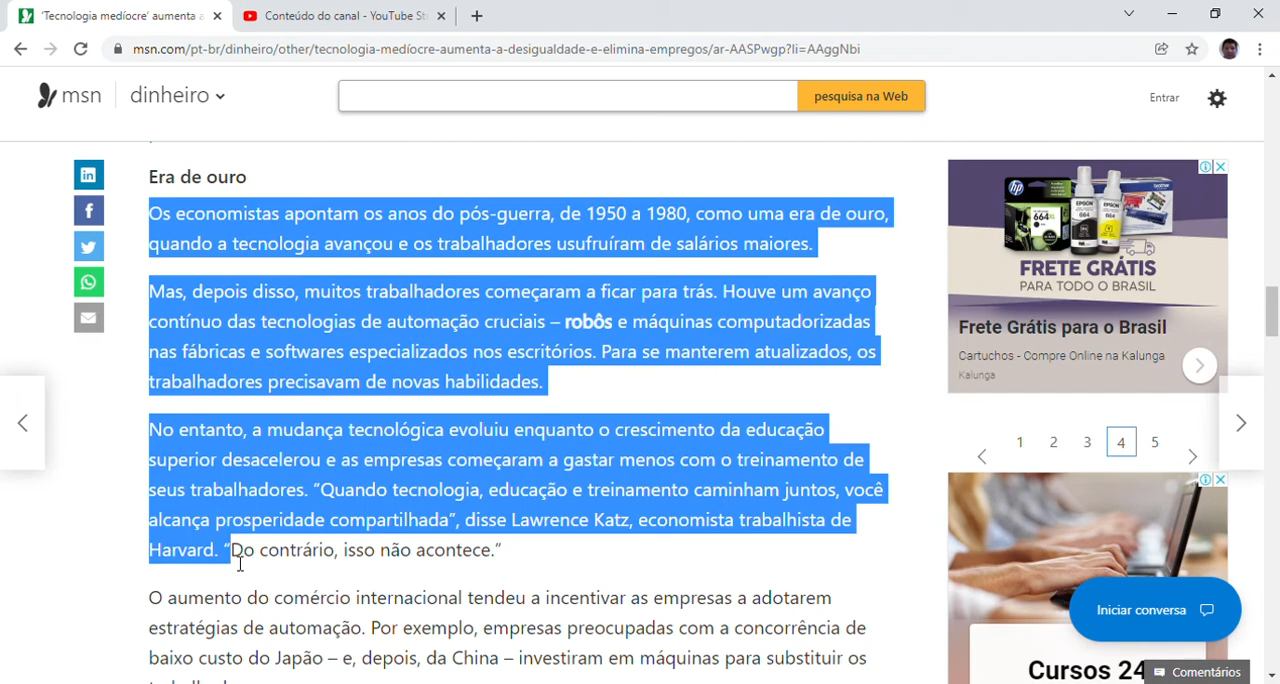 'Tecnologia medíocre' aumenta a
Conteúdo do canal - YouTube St
msn.com/pt-br/dinheiro/other/tecnologia-medíocre-aumenta-a-desigualdade-e-elimina-empregos/ar-AASPwgp?li=AAggNbi
msn
dinheiro
pesquisa na Web
Entrar
Era de ouro
Os economistas apontam os anos do pós-guerra, de 1950 a 1980, como uma era de ouro,
quando a tecnologia avançou e os trabalhadores usufruíram de salários maiores.
Mas, depois disso, muitos trabalhadores começaram a ficar para trás. Houve um avanço
contínuo das tecnologias de automação cruciais – robôs e máquinas computadorizadas
nas fábricas e softwares especializados nos escritórios. Para se manterem atualizados, os
trabalhadores precisavam de novas habilidades.
No entanto, a mudança tecnológica evoluiu enquanto o crescimento da educação
superior desacelerou e as empresas começaram a gastar menos com o treinamento de
seus trabalhadores. “Quando tecnologia, educação e treinamento caminham juntos, você
alcança prosperidade compartilhada”, disse Lawrence Katz, economista trabalhista de
Harvard. “Do contrário, isso não acontece.”
O aumento do comércio internacional tendeu a incentivar as empresas a adotarem
estratégias de automação. Por exemplo, empresas preocupadas com a concorrência de
baixo custo do Japão – e, depois, da China – investiram em máquinas para substituir os
hp
664
brother
EPSON
EPSON
FRETE GRÁTIS
PARA TODO O BRASIL
Frete Grátis para o Brasil
Cartuchos - Compre Online na Kalunga
Kalunga
1 2 3 4 5
Iniciar conversa
Cursos 24
Comentários